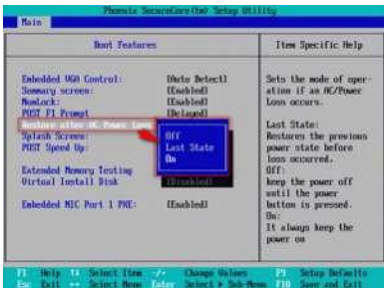 Phoenix SecureCore(tm) Setup Utility
Main
Boot Features
Item Specific Help
Embedded VGA Control: [Auto Detect]
Summary screen: [Enabled]
NumLock: [Enabled]
POST F1 Prompt [Delayed]
Restore after AC Power Loss
Splash Screen:
POST Speed Up:
Extended Memory Testing
Virtual Install Disk [Disabled]
Embedded NIC Port 1 PXE: [Enabled]
Off
Last State
On
Sets the mode of oper-
ation if an AC/Power
Loss occurs.
Last State:
Restores the previous
power state before
loss occurred.
Off:
keep the power off
until the power
button is pressed.
On:
It always keep the
power on
F1 Help ↑↓ Select Item -/+ Change Values F9 Setup Defaults
Esc Exit ↔ Select Menu Enter Select ▶ Sub-Menu F10 Save and Exit